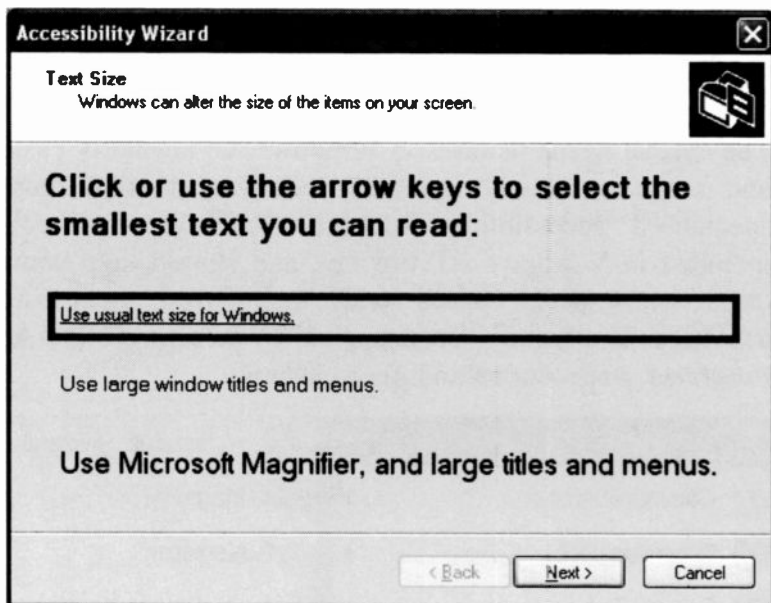 Accessibility Wizard
Text Size
Windows can alter the size of the items on your screen.
Click or use the arrow keys to select the
smallest text you can read:
Use usual text size for Windows.
Use large window titles and menus.
Use Microsoft Magnifier, and large titles and menus.
< Back Next > Cancel